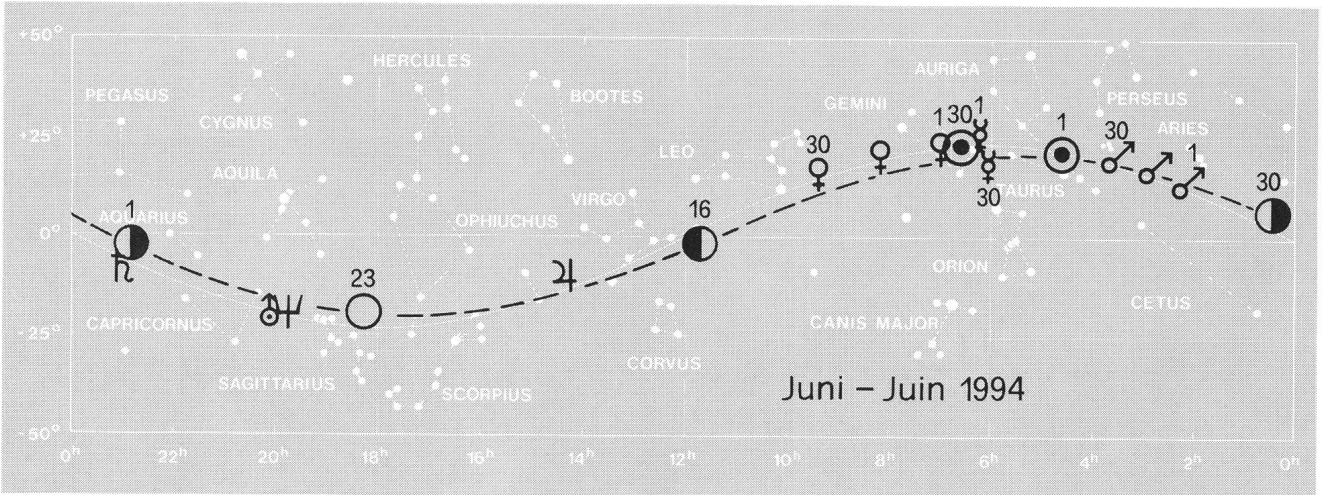 +50°
HERCULES
AURIGA
PEGASUS
BOOTES
GEMINI
PERSEUS
CYGNUS
1 30 1
1
30
ARIES
+25°
30
LEO
1
AQUILA
TAURUS
30
30
VIRGO
1
AQUARIUS
OPHIUCHUS
16
0°
23
ORION
CETUS
CAPRICORNUS
CANIS MAJOR
-25°
CORVUS
SAGITTARIUS
SCORPIUS
Juni – Juin 1994
-50°
0h 22h 20h 18h 16h 14h 12h 10h 8h 6h 4h 2h 0h